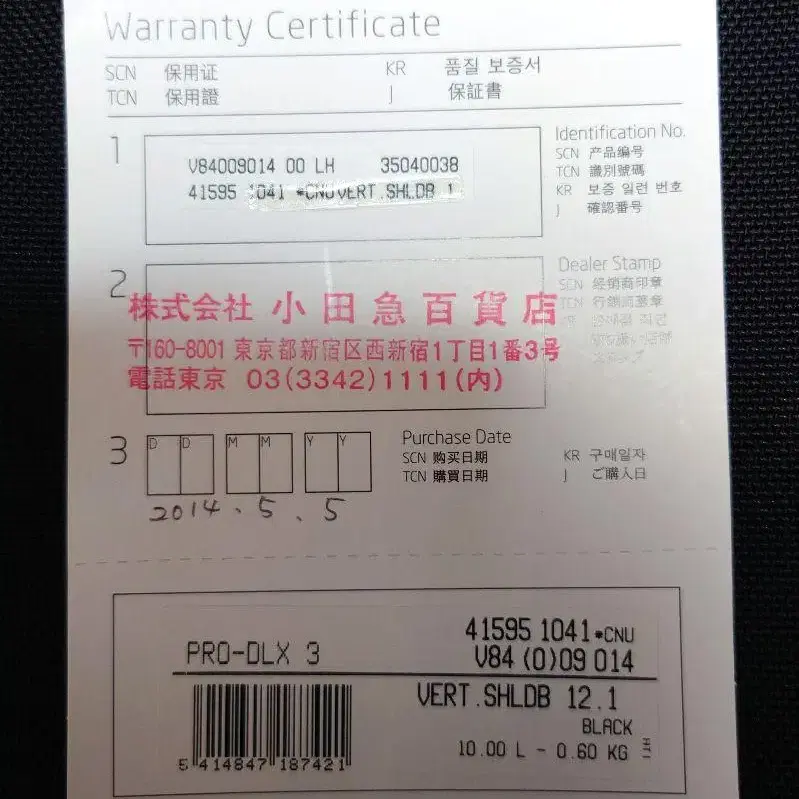 Warranty Certificate
SCN 保用证
TCN 保用證
KR 품질 보증서
J 保証書
1
V84009014 00 LH 35040038
41595 1041 *CNUVERT.SHLDB 1
Identification No.
SCN 产品编号
TCN 識別號碼
KR 보증 일련 번호
J 確認番号
2
株式会社 小田急百貨店
〒160-8001 東京都新宿区西新宿1丁目1番3号
電話東京 03(3342)1111(内)
Dealer Stamp
SCN 经销商印章
TCN 行銷商蓋章
スタンプ
3
D D M M Y Y
2014.5.5
Purchase Date
SCN 购买日期
TCN 購買日期
KR 구매일자
J ご購入日
PRO-DLX 3
41595 1041*CNU
V84 (0)09 014
VERT.SHLDB 12.1
BLACK
10.00 L - 0.60 KG
HTI
5 414847 187421